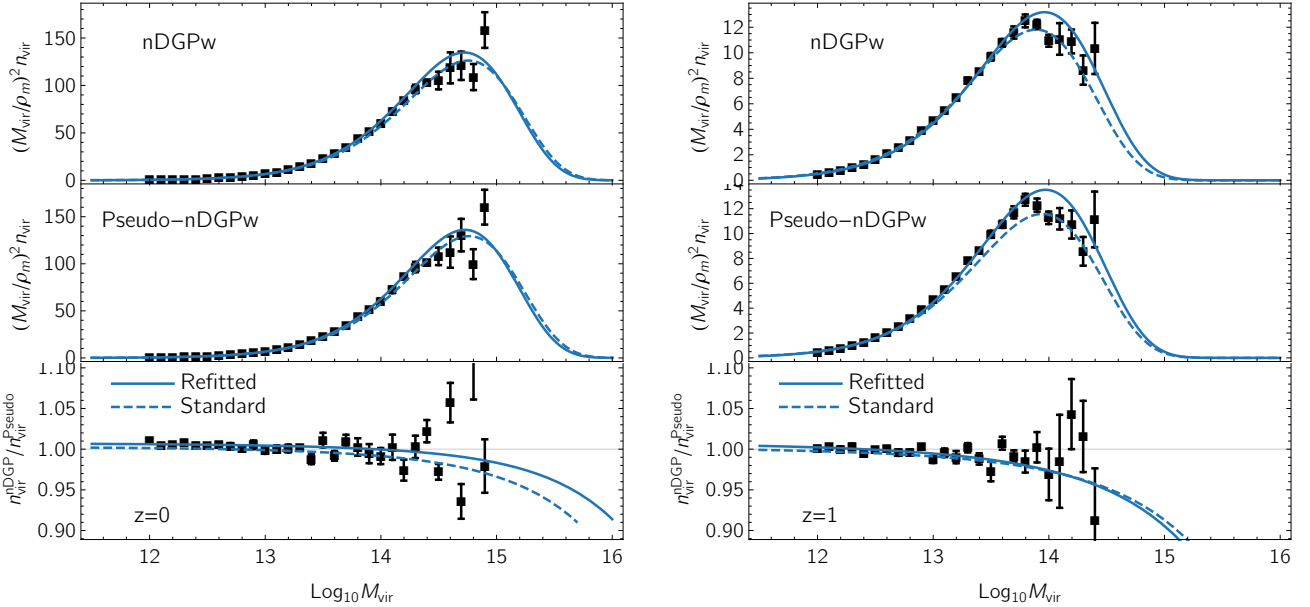 nDGPw
(M_vir/ρ_m)^2 n_vir
150
100
50
0
Pseudo−nDGPw
(M_vir/ρ_m)^2 n_vir
150
100
50
0
Refitted
Standard
z=0
n_vir^nDGP/n_vir^Pseudo
1.10
1.05
1.00
0.95
0.90
12 13 14 15 16
Log10 M_vir
nDGPw
(M_vir/ρ_m)^2 n_vir
12
10
8
6
4
2
0
Pseudo−nDGPw
(M_vir/ρ_m)^2 n_vir
14
12
10
8
6
4
2
0
Refitted
Standard
z=1
n_vir^nDGP/n_vir^Pseudo
1.10
1.05
1.00
0.95
0.90
12 13 14 15 16
Log10 M_vir